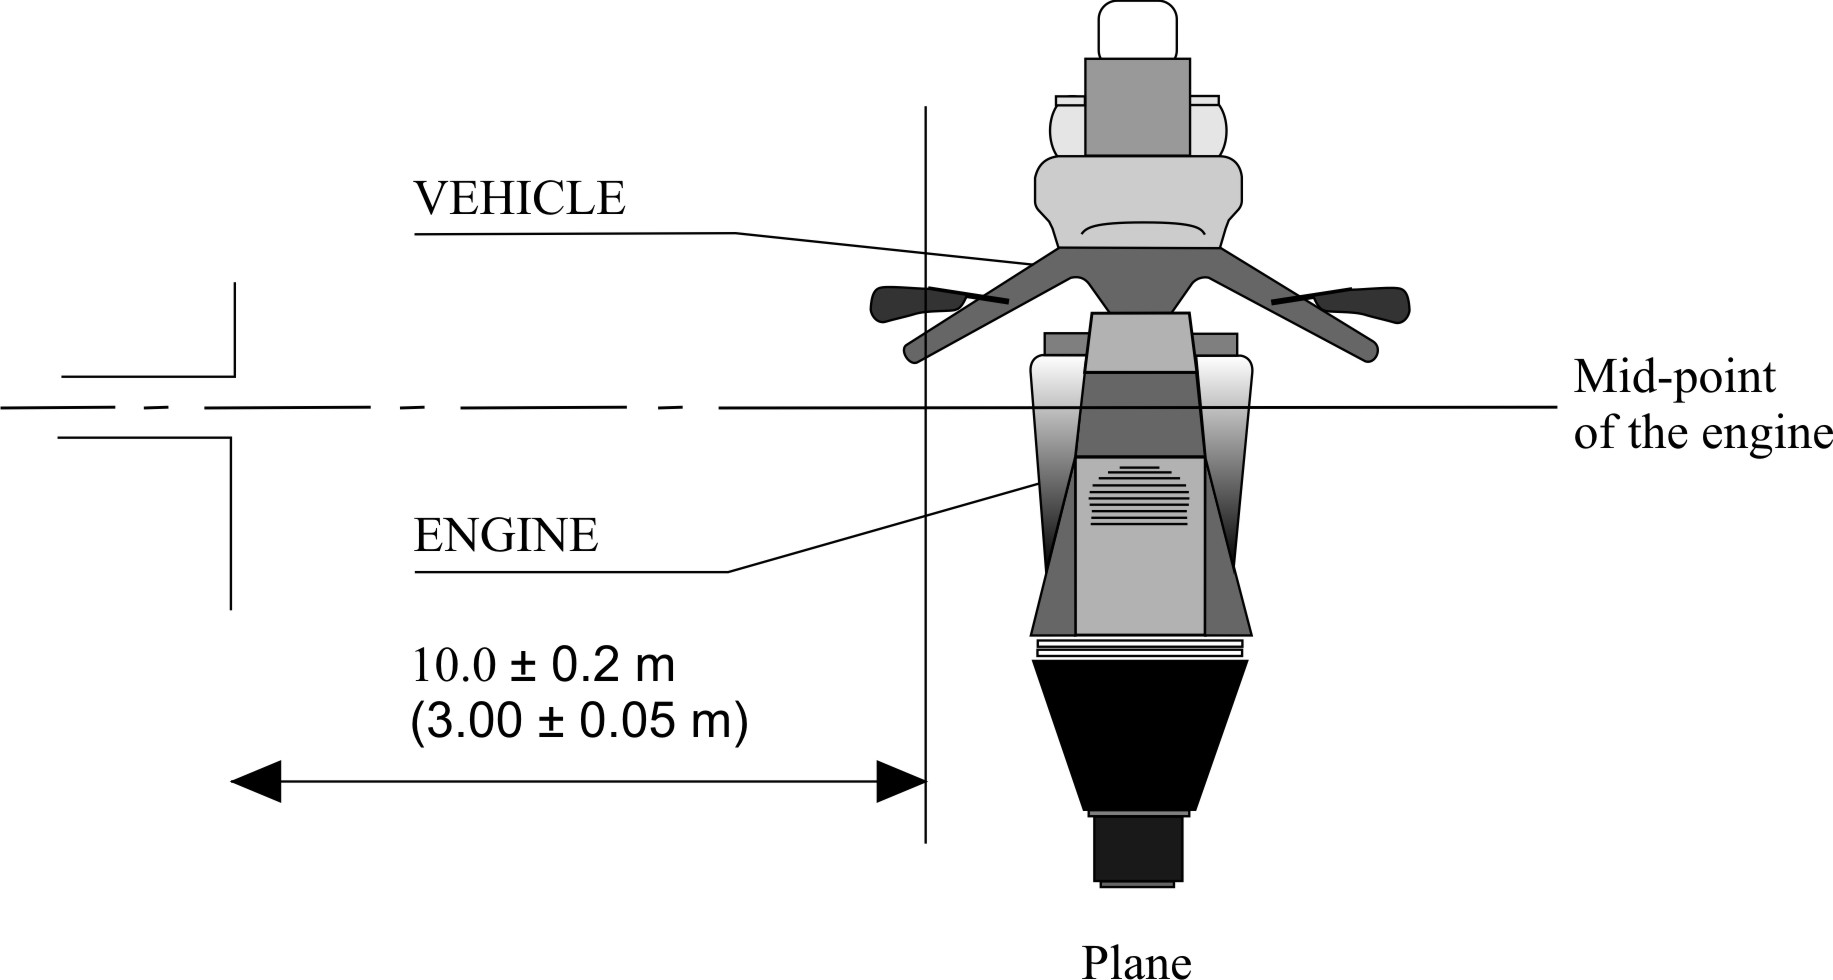 VEHICLE
Mid-point
of the engine
ENGINE
10.0 ± 0.2 m
(3.00 ± 0.05 m)
Plane